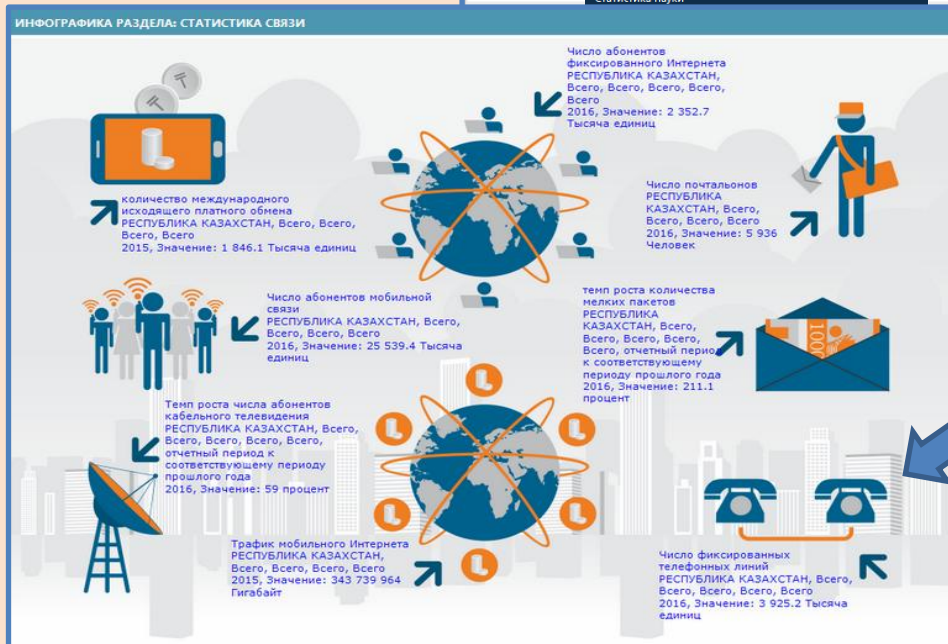 Статистика науки
ИНФОГРАФИКА РАЗДЕЛА: СТАТИСТИКА СВЯЗИ
Число абонентов
фиксированного Интернета
РЕСПУБЛИКА КАЗАХСТАН,
Всего, Всего, Всего, Всего,
Всего
2016, Значение: 2 352.7
Тысяча единиц
количество международного
исходящего платного обмена
РЕСПУБЛИКА КАЗАХСТАН, Всего, Всего,
Всего, Всего
2015, Значение: 1 846.1 Тысяча единиц
Число почтальонов
РЕСПУБЛИКА
КАЗАХСТАН, Всего,
Всего, Всего, Всего
2016, Значение: 5 936
Человек
Число абонентов мобильной
связи
РЕСПУБЛИКА КАЗАХСТАН, Всего,
Всего, Всего, Всего
2016, Значение: 25 539.4 Тысяча
единиц
темп роста количества
мелких пакетов
РЕСПУБЛИКА
КАЗАХСТАН, Всего,
Всего, Всего, Всего,
Всего, отчетный период
к соответствующему
периоду прошлого года
2016, Значение: 211.1
процент
1000
Темп роста числа абонентов
кабельного телевидения
РЕСПУБЛИКА КАЗАХСТАН, Всего,
Всего, Всего, Всего, Всего,
отчетный период к
соответствующему периоду
прошлого года
2016, Значение: 59 процент
Трафик мобильного Интернета
РЕСПУБЛИКА КАЗАХСТАН,
Всего, Всего, Всего, Всего
2015, Значение: 343 739 964
Гигабайт
Число фиксированных
телефонных линий
РЕСПУБЛИКА КАЗАХСТАН, Всего,
Всего, Всего, Всего, Всего
2016, Значение: 3 925.2 Тысяча
единиц